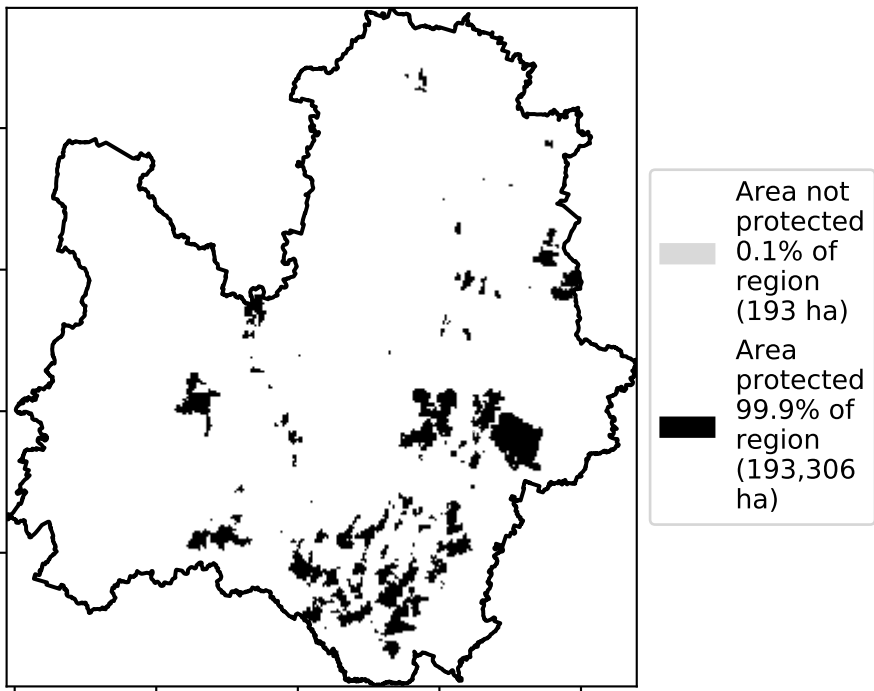 Area not
protected
0.1% of
region
(193 ha)
Area
protected
99.9% of
region
(193,306
ha)